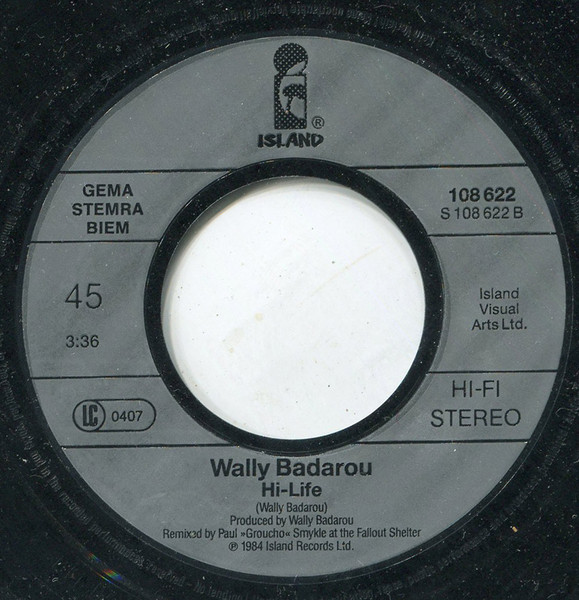 ISLAND®
GEMA
STEMRA
BIEM
108 622
S 108 622 B
45
3:36
Island
Visual
Arts Ltd.
LC 0407
HI-FI
STEREO
Wally Badarou
Hi-Life
(Wally Badarou)
Produced by Wally Badarou
Remixed by Paul »Groucho« Smykle at the Fallout Shelter
℗ 1984 Island Records Ltd.